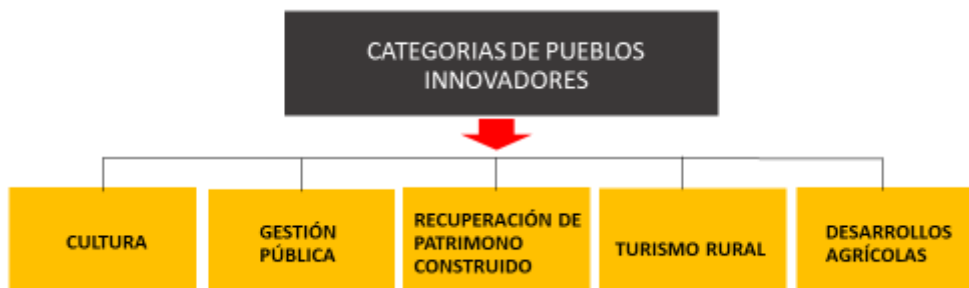 CATEGORIAS DE PUEBLOS
INNOVADORES
CULTURA
GESTIÓN
PÚBLICA
RECUPERACIÓN DE
PATRIMONO
CONSTRUIDO
TURISMO RURAL
DESARROLLOS
AGRÍCOLAS